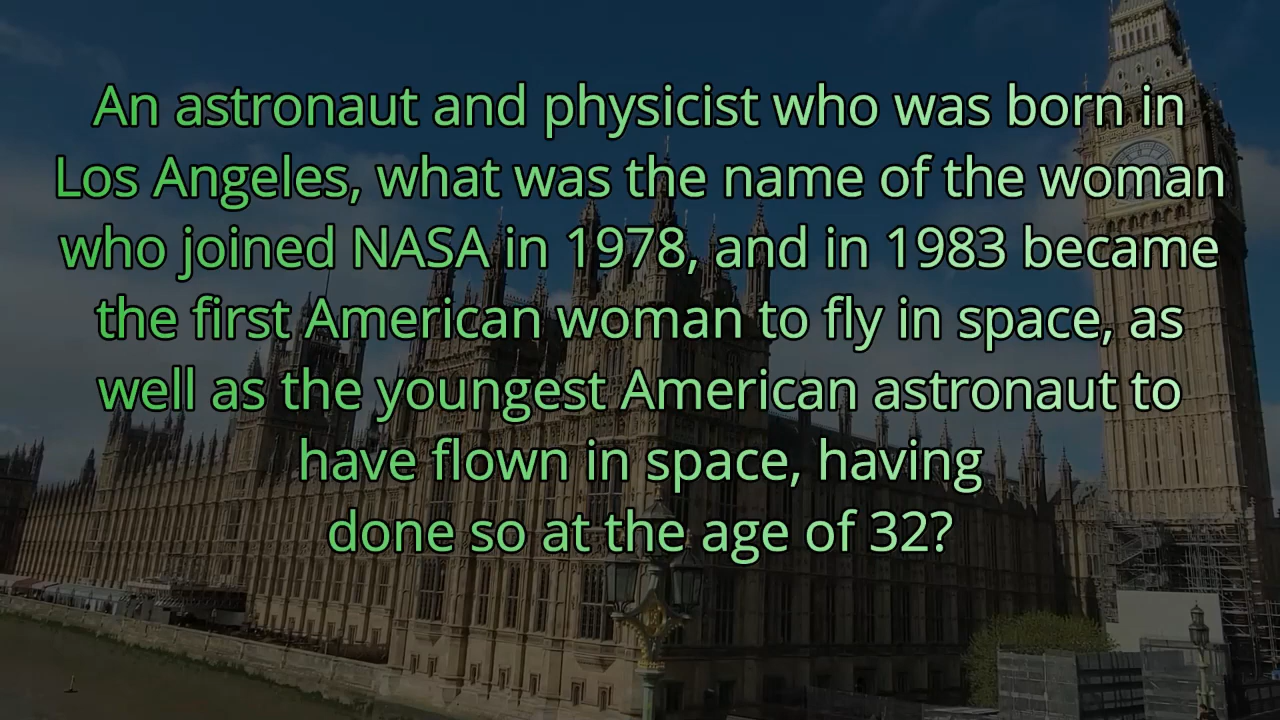 An astronaut and physicist who was born in
Los Angeles, what was the name of the woman
who joined NASA in 1978, and in 1983 became
the first American woman to fly in space, as
well as the youngest American astronaut to
have flown in space, having
done so at the age of 32?